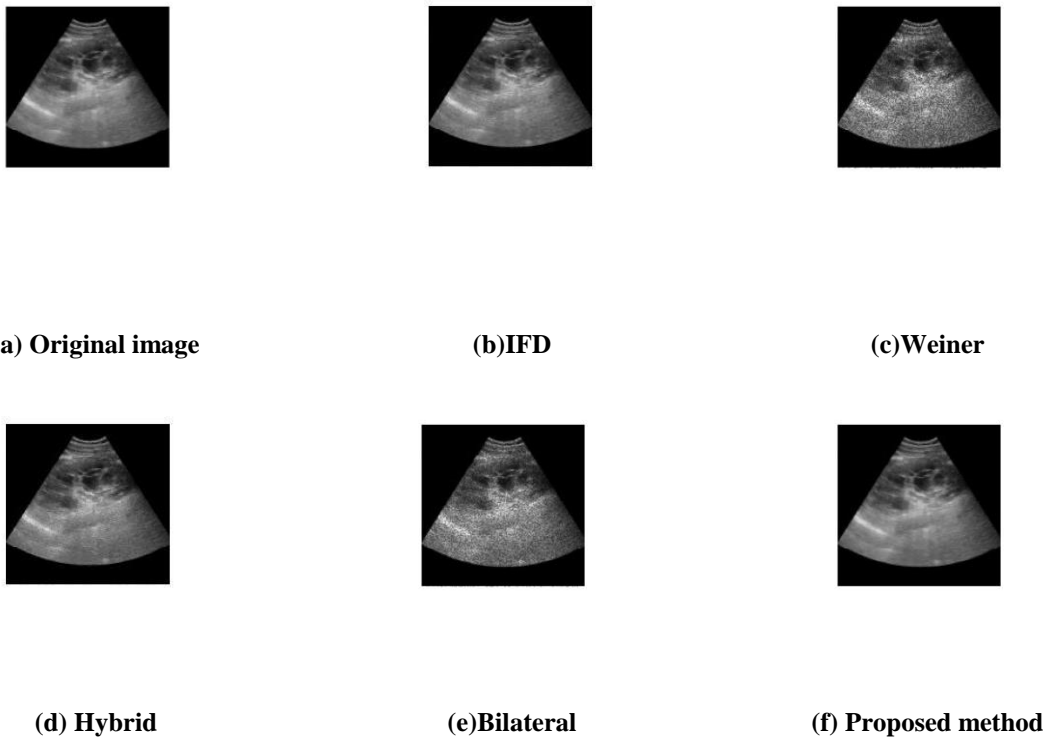 a) Original image
(b)IFD
(c)Weiner
(d) Hybrid
(e)Bilateral
(f) Proposed method